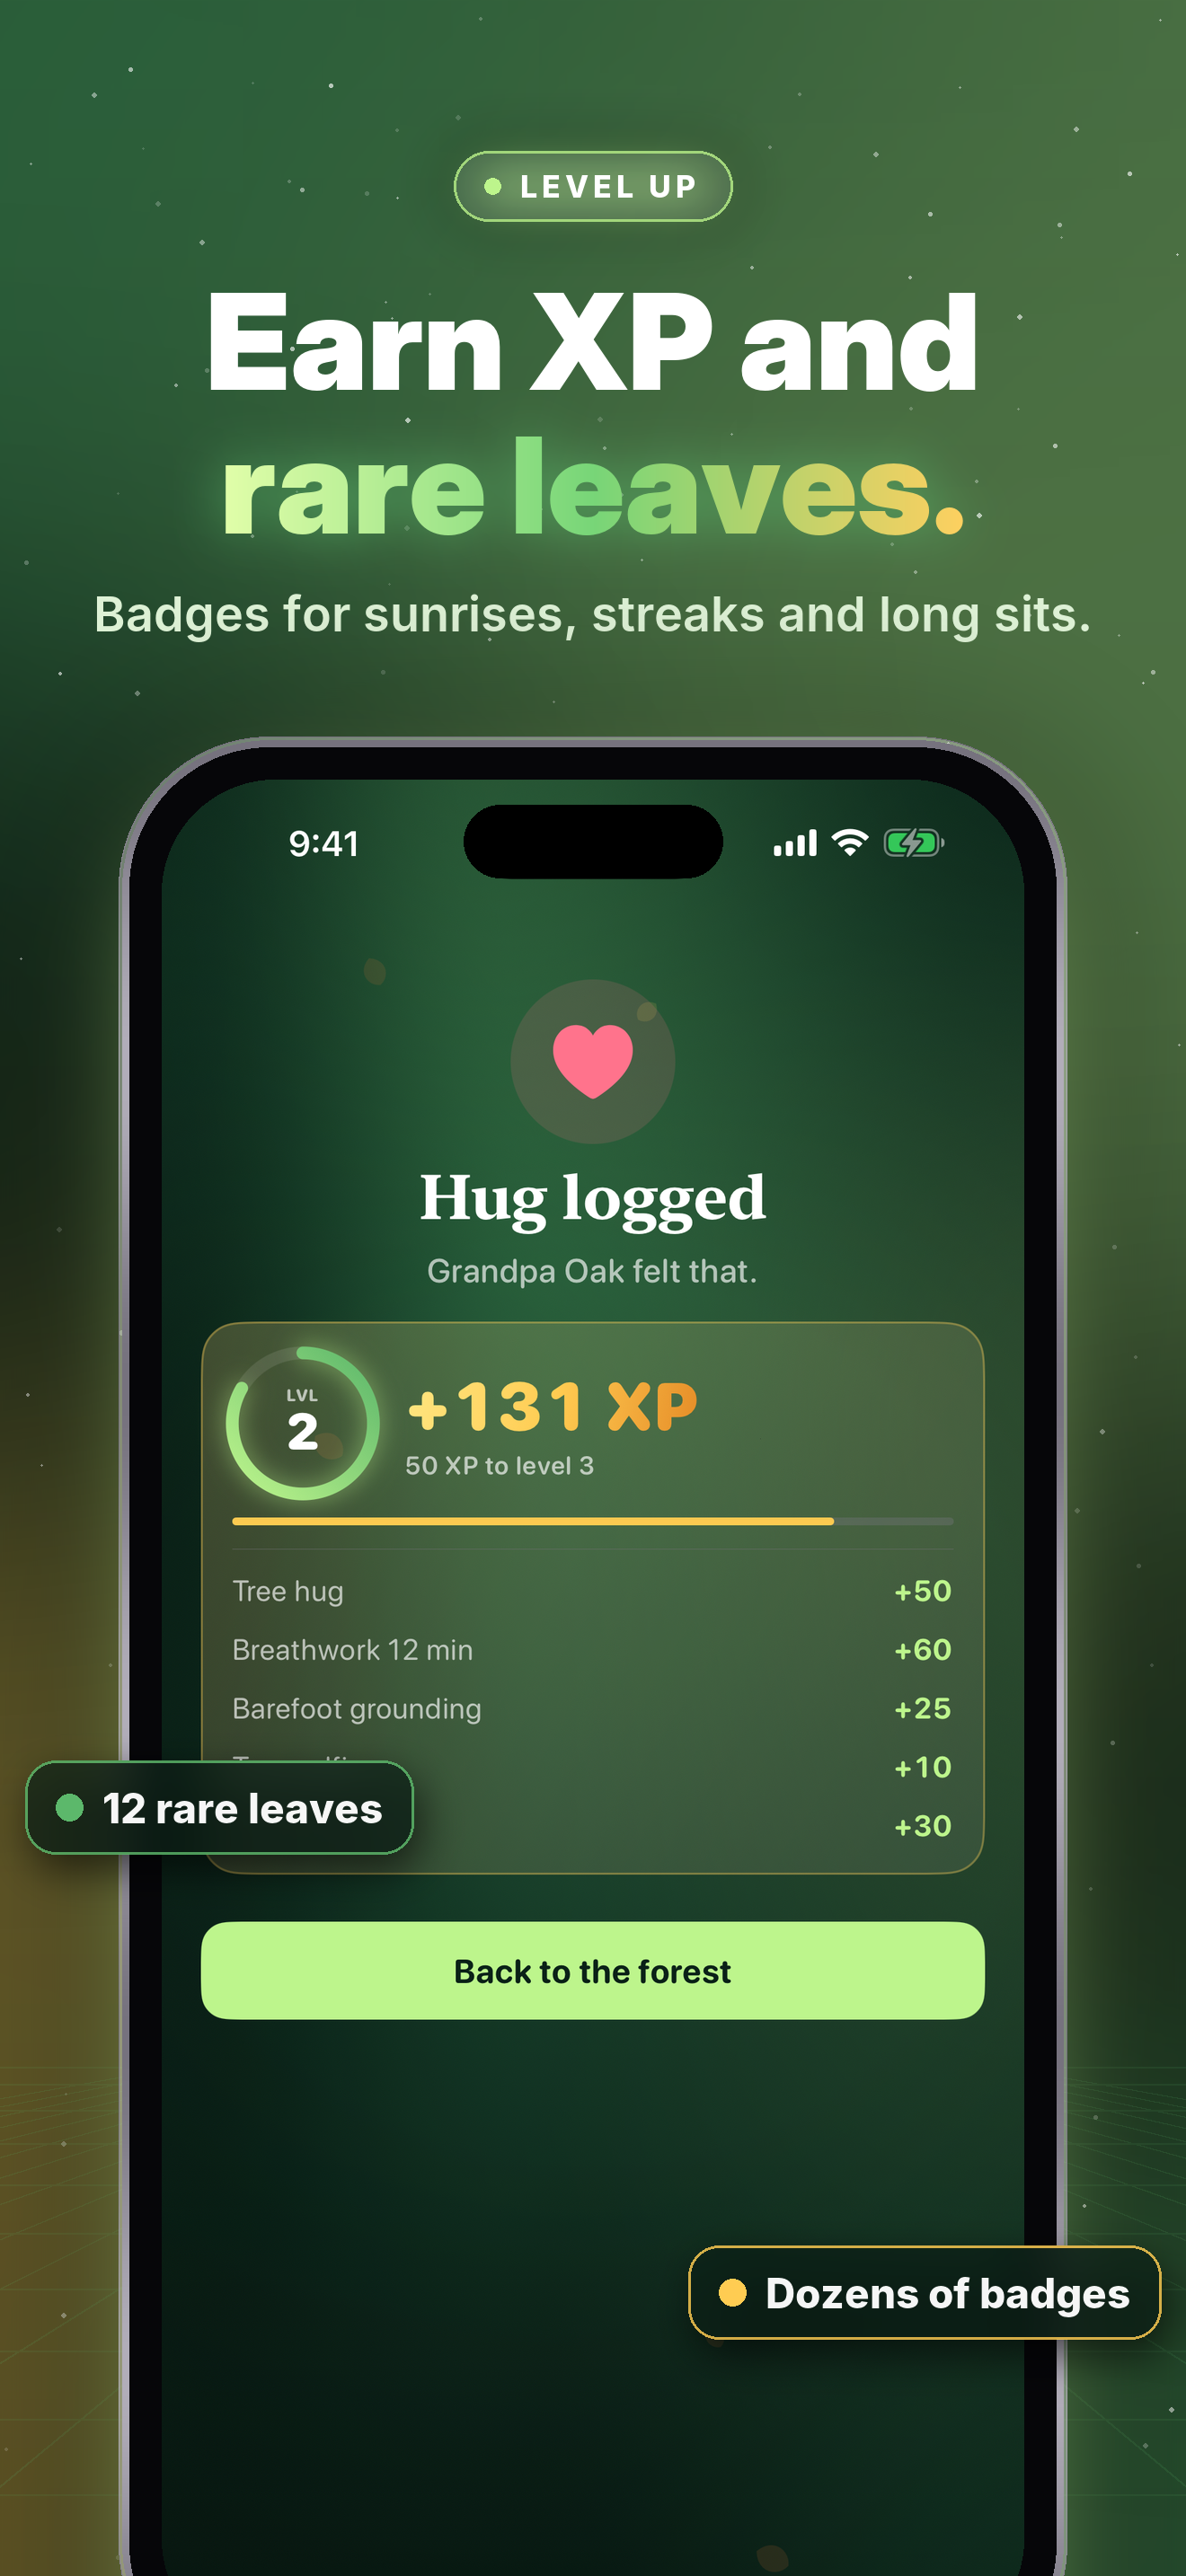 LEVEL UP
Earn XP and
rare leaves.
Badges for sunrises, streaks and long sits.
9:41
Hug logged
Grandpa Oak felt that.
LVL
2
+131 XP
50 XP to level 3
Tree hug +50
Breathwork 12 min +60
Barefoot grounding +25
+10
12 rare leaves
+30
Back to the forest
Dozens of badges